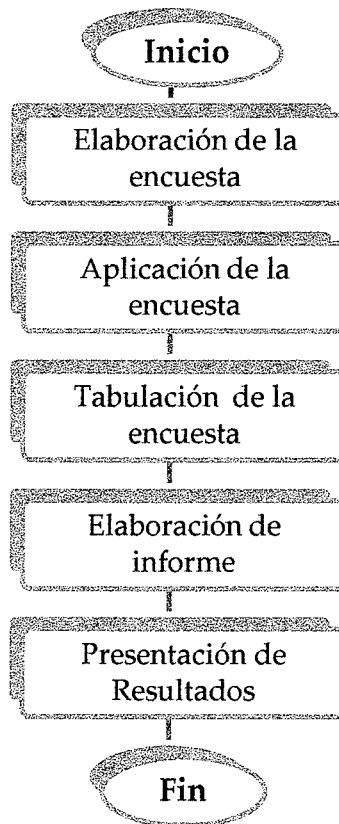 Inicio
Elaboración de la
encuesta
Aplicación de la
encuesta
Tabulación de la
encuesta
Elaboración de
informe
Presentación de
Resultados
Fin